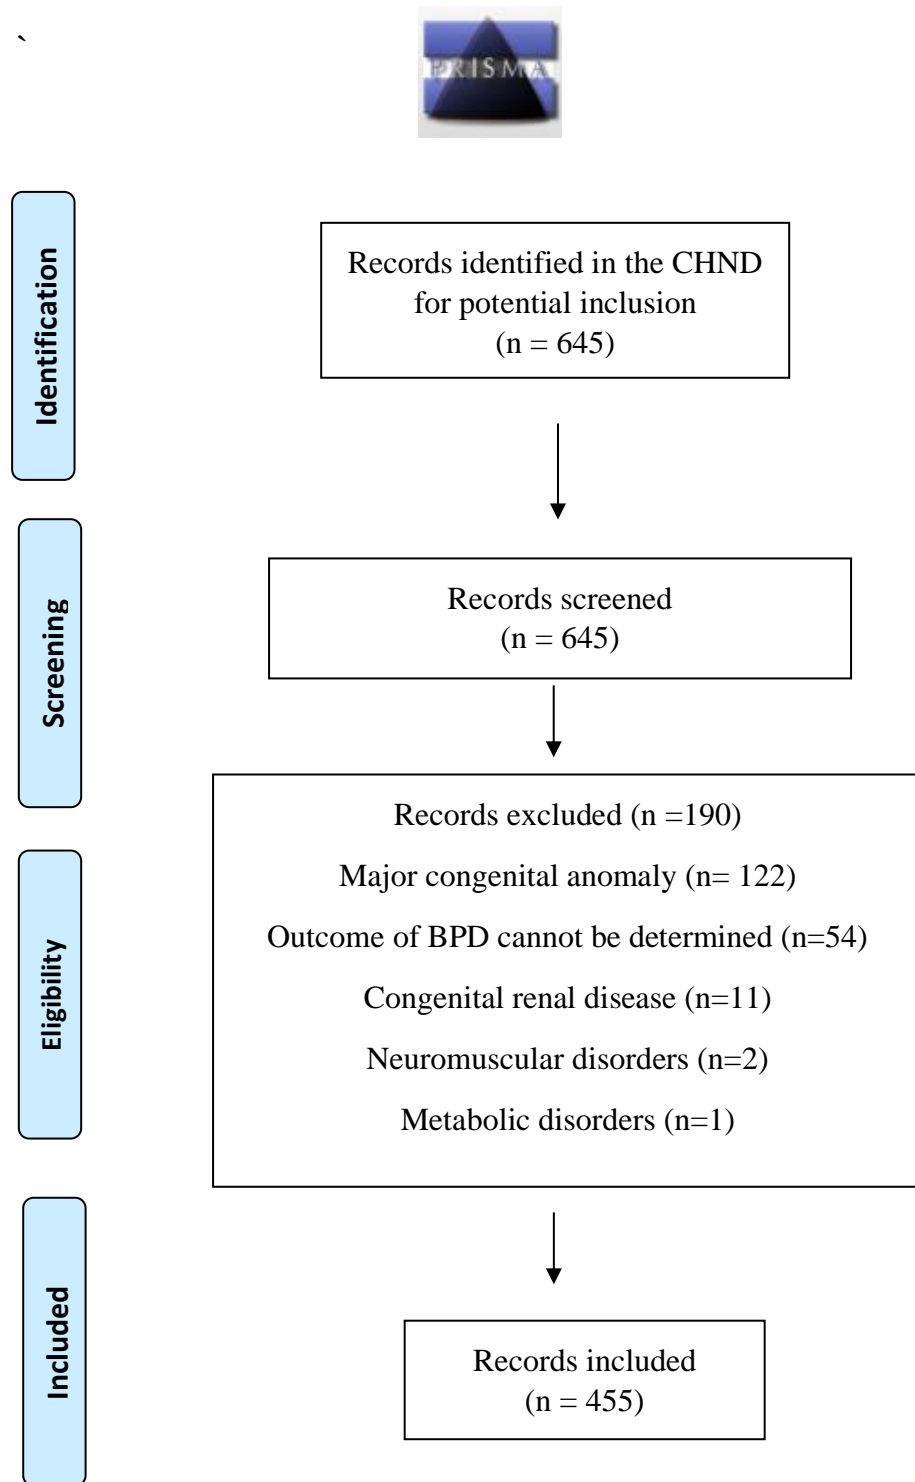 `
PRISMA
Identification
Records identified in the CHND
for potential inclusion
(n = 645)
Screening
Records screened
(n = 645)
Eligibility
Records excluded (n =190)
Major congenital anomaly (n= 122)
Outcome of BPD cannot be determined (n=54)
Congenital renal disease (n=11)
Neuromuscular disorders (n=2)
Metabolic disorders (n=1)
Included
Records included
(n = 455)